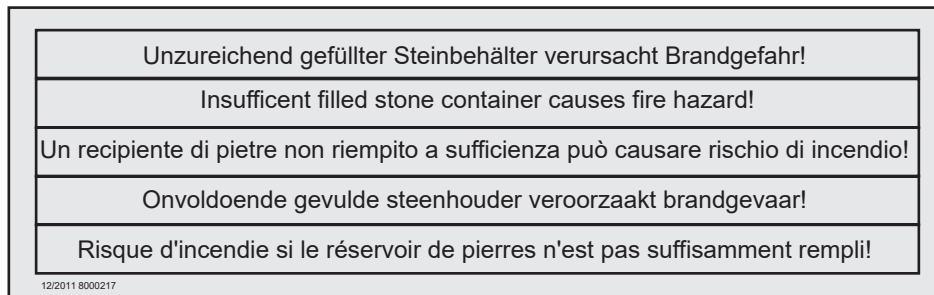 Unzureichend gefüllter Steinbehälter verursacht Brandgefahr!
Insufficent filled stone container causes fire hazard!
Un recipiente di pietre non riempito a sufficienza può causare rischio di incendio!
Onvoldoende gevulde steenhouder veroorzaakt brandgevaar!
Risque d'incendie si le réservoir de pierres n'est pas suffisamment rempli!
12/2011 8000217